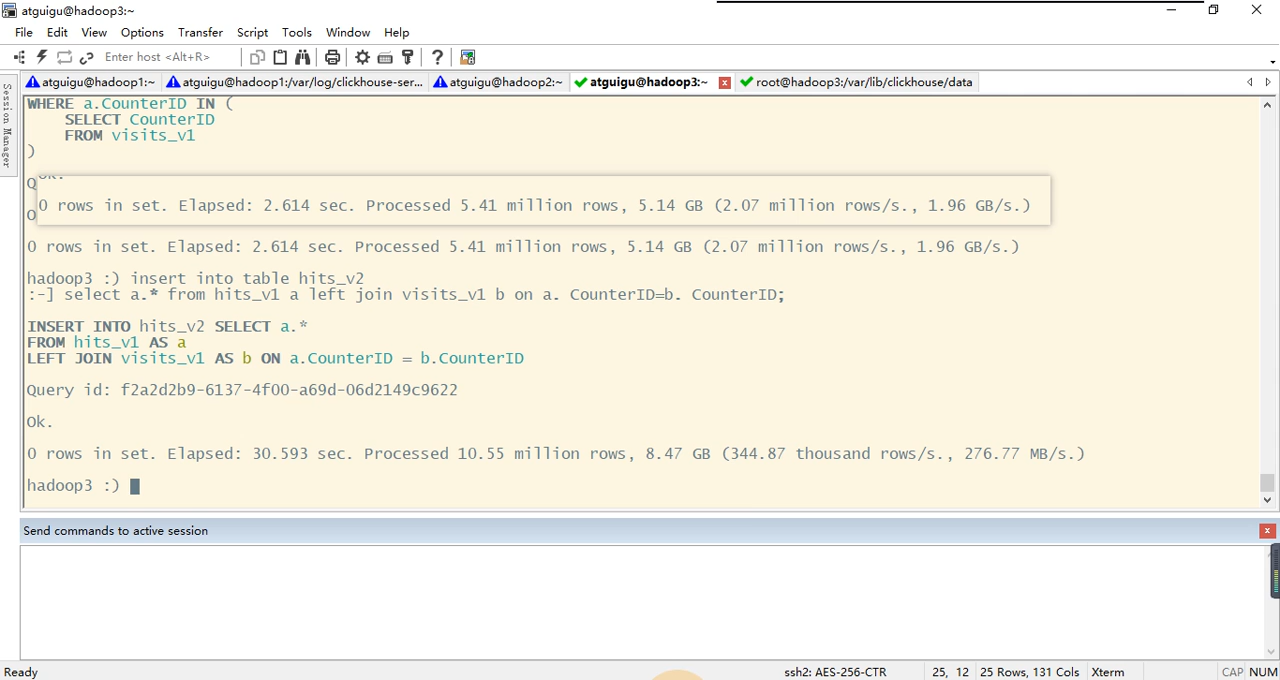 atguigu@hadoop3:~
File Edit View Options Transfer Script Tools Window Help
Enter host <Alt+R>
atguigu@hadoop1:~ atguigu@hadoop1:/var/log/clickhouse-ser... atguigu@hadoop2:~ atguigu@hadoop3:~ root@hadoop3:/var/lib/clickhouse/data
Session Manager
WHERE a.CounterID IN (
SELECT CounterID
FROM visits_v1
)
0 rows in set. Elapsed: 2.614 sec. Processed 5.41 million rows, 5.14 GB (2.07 million rows/s., 1.96 GB/s.)
0 rows in set. Elapsed: 2.614 sec. Processed 5.41 million rows, 5.14 GB (2.07 million rows/s., 1.96 GB/s.)
hadoop3 :) insert into table hits_v2
:-] select a.* from hits_v1 a left join visits_v1 b on a. CounterID=b. CounterID;
INSERT INTO hits_v2 SELECT a.*
FROM hits_v1 AS a
LEFT JOIN visits_v1 AS b ON a.CounterID = b.CounterID
Query id: f2a2d2b9-6137-4f00-a69d-06d2149c9622
Ok.
0 rows in set. Elapsed: 30.593 sec. Processed 10.55 million rows, 8.47 GB (344.87 thousand rows/s., 276.77 MB/s.)
hadoop3 :)
Send commands to active session
Ready ssh2: AES-256-CTR 25, 12 25 Rows, 131 Cols Xterm CAP NUM